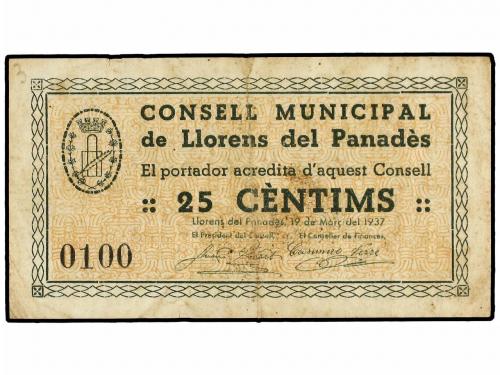 CONSELL MUNICIPAL
de Llorens del Panadès
El portador acredita d'aquest Consell
:: 25 CÈNTIMS ::
Llorens del Panadès, 19 de Març del 1937
El President del Consell, El Conseller de Finances,
0100